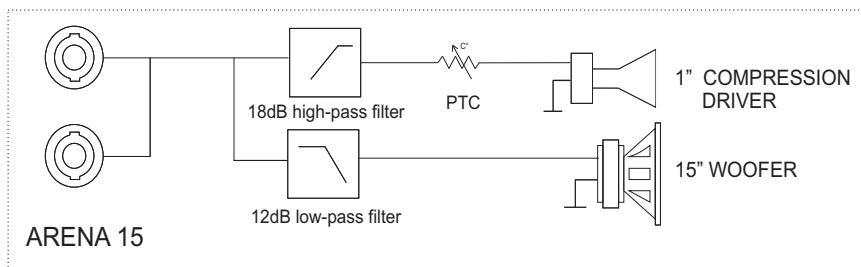 C°
18dB high-pass filter
PTC
1” COMPRESSION
DRIVER
12dB low-pass filter
15” WOOFER
ARENA 15